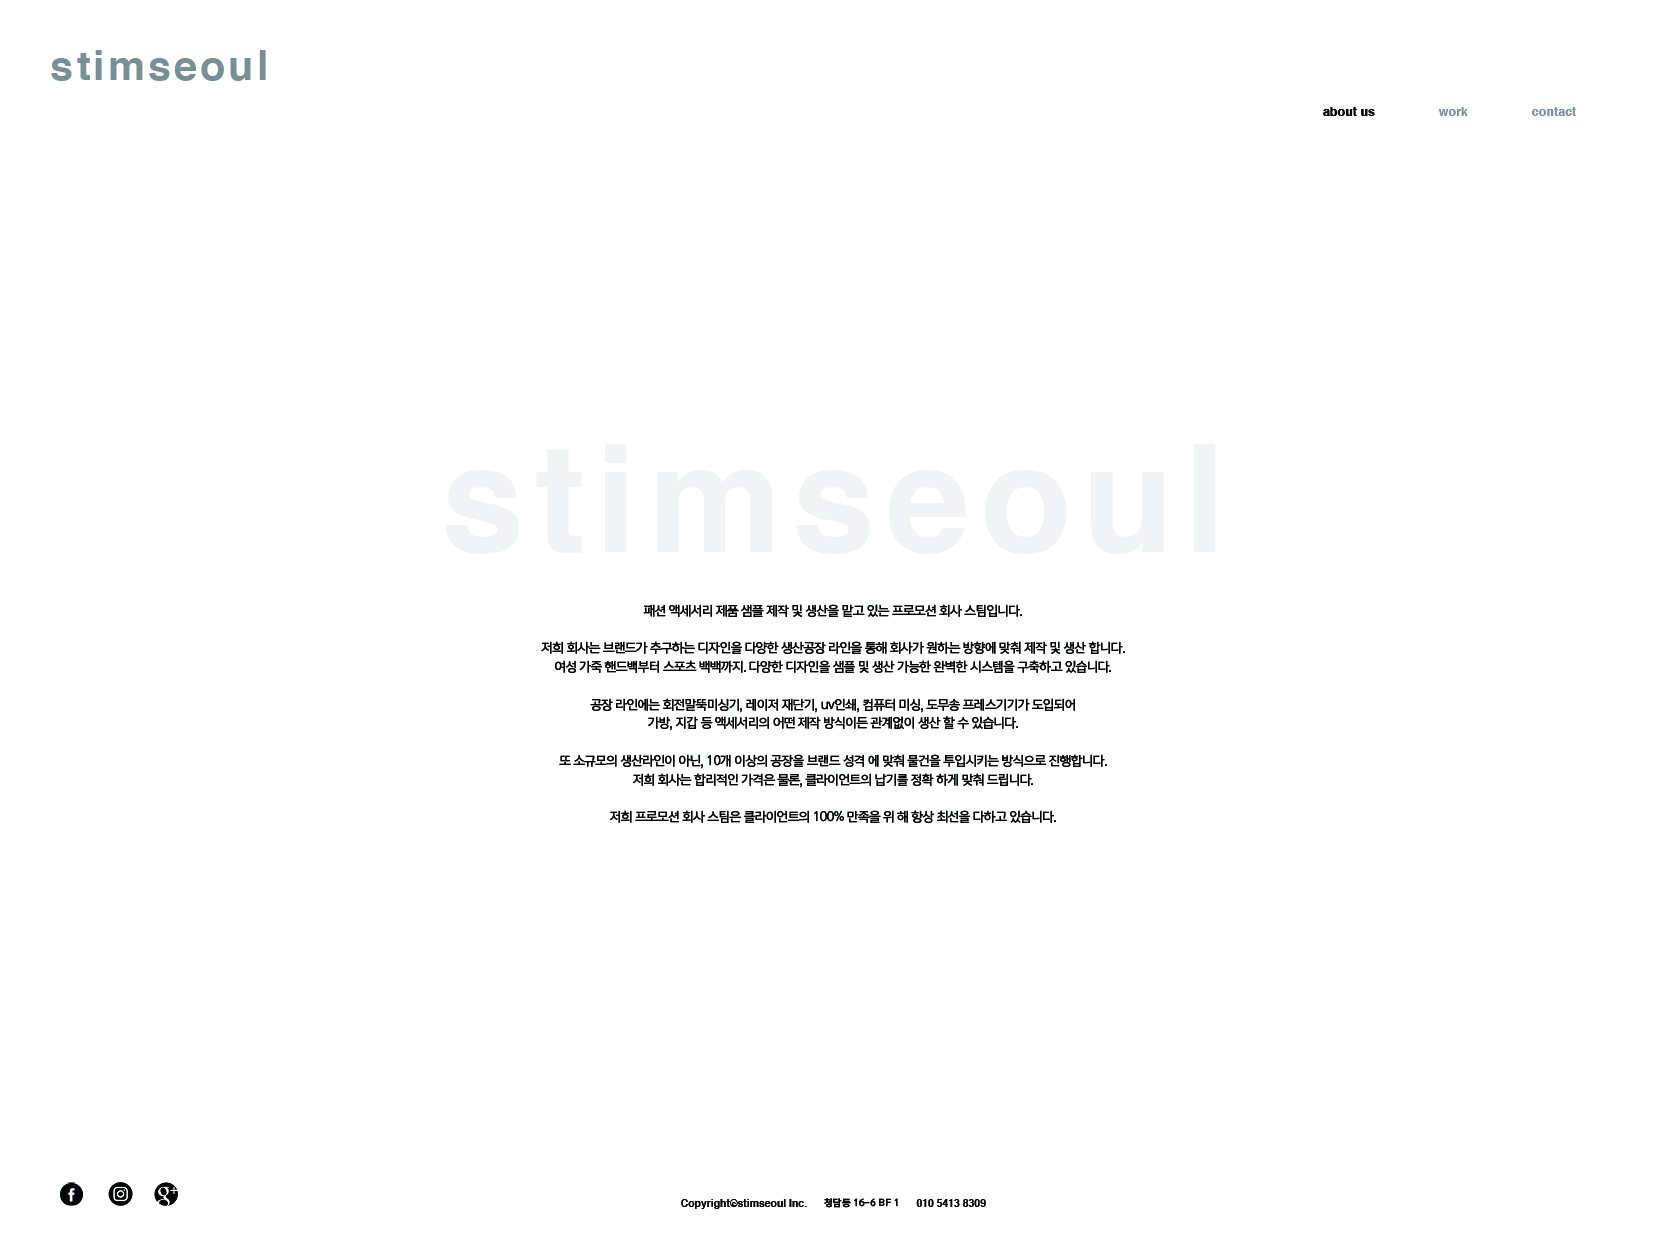 stimseoul
about us work contact
stimseoul
패션 액세서리 제품 샘플 제작 및 생산을 맡고 있는 프로모션 회사 스팀입니다.
저희 회사는 브랜드가 추구하는 디자인을 다양한 생산공장 라인을 통해 회사가 원하는 방향에 맞춰 제작 및 생산 합니다.
여성 가죽 핸드백부터 스포츠 백백까지. 다양한 디자인을 샘플 및 생산 가능한 완벽한 시스템을 구축하고 있습니다.
공장 라인에는 회전말뚝미싱기, 레이저 재단기, uv인쇄, 컴퓨터 미싱, 도무송 프레스기기가 도입되어
가방, 지갑 등 액세서리의 어떤 제작 방식이든 관계없이 생산 할 수 있습니다.
또 소규모의 생산라인이 아닌, 10개 이상의 공장을 브랜드 성격 에 맞춰 물건을 투입시키는 방식으로 진행합니다.
저희 회사는 합리적인 가격은 물론, 클라이언트의 납기를 정확 하게 맞춰 드립니다.
저희 프로모션 회사 스팀은 클라이언트의 100% 만족을 위 해 항상 최선을 다하고 있습니다.
f g+
Copyright©stimseoul Inc. 청담동 16-6 BF 1 010 5413 8309